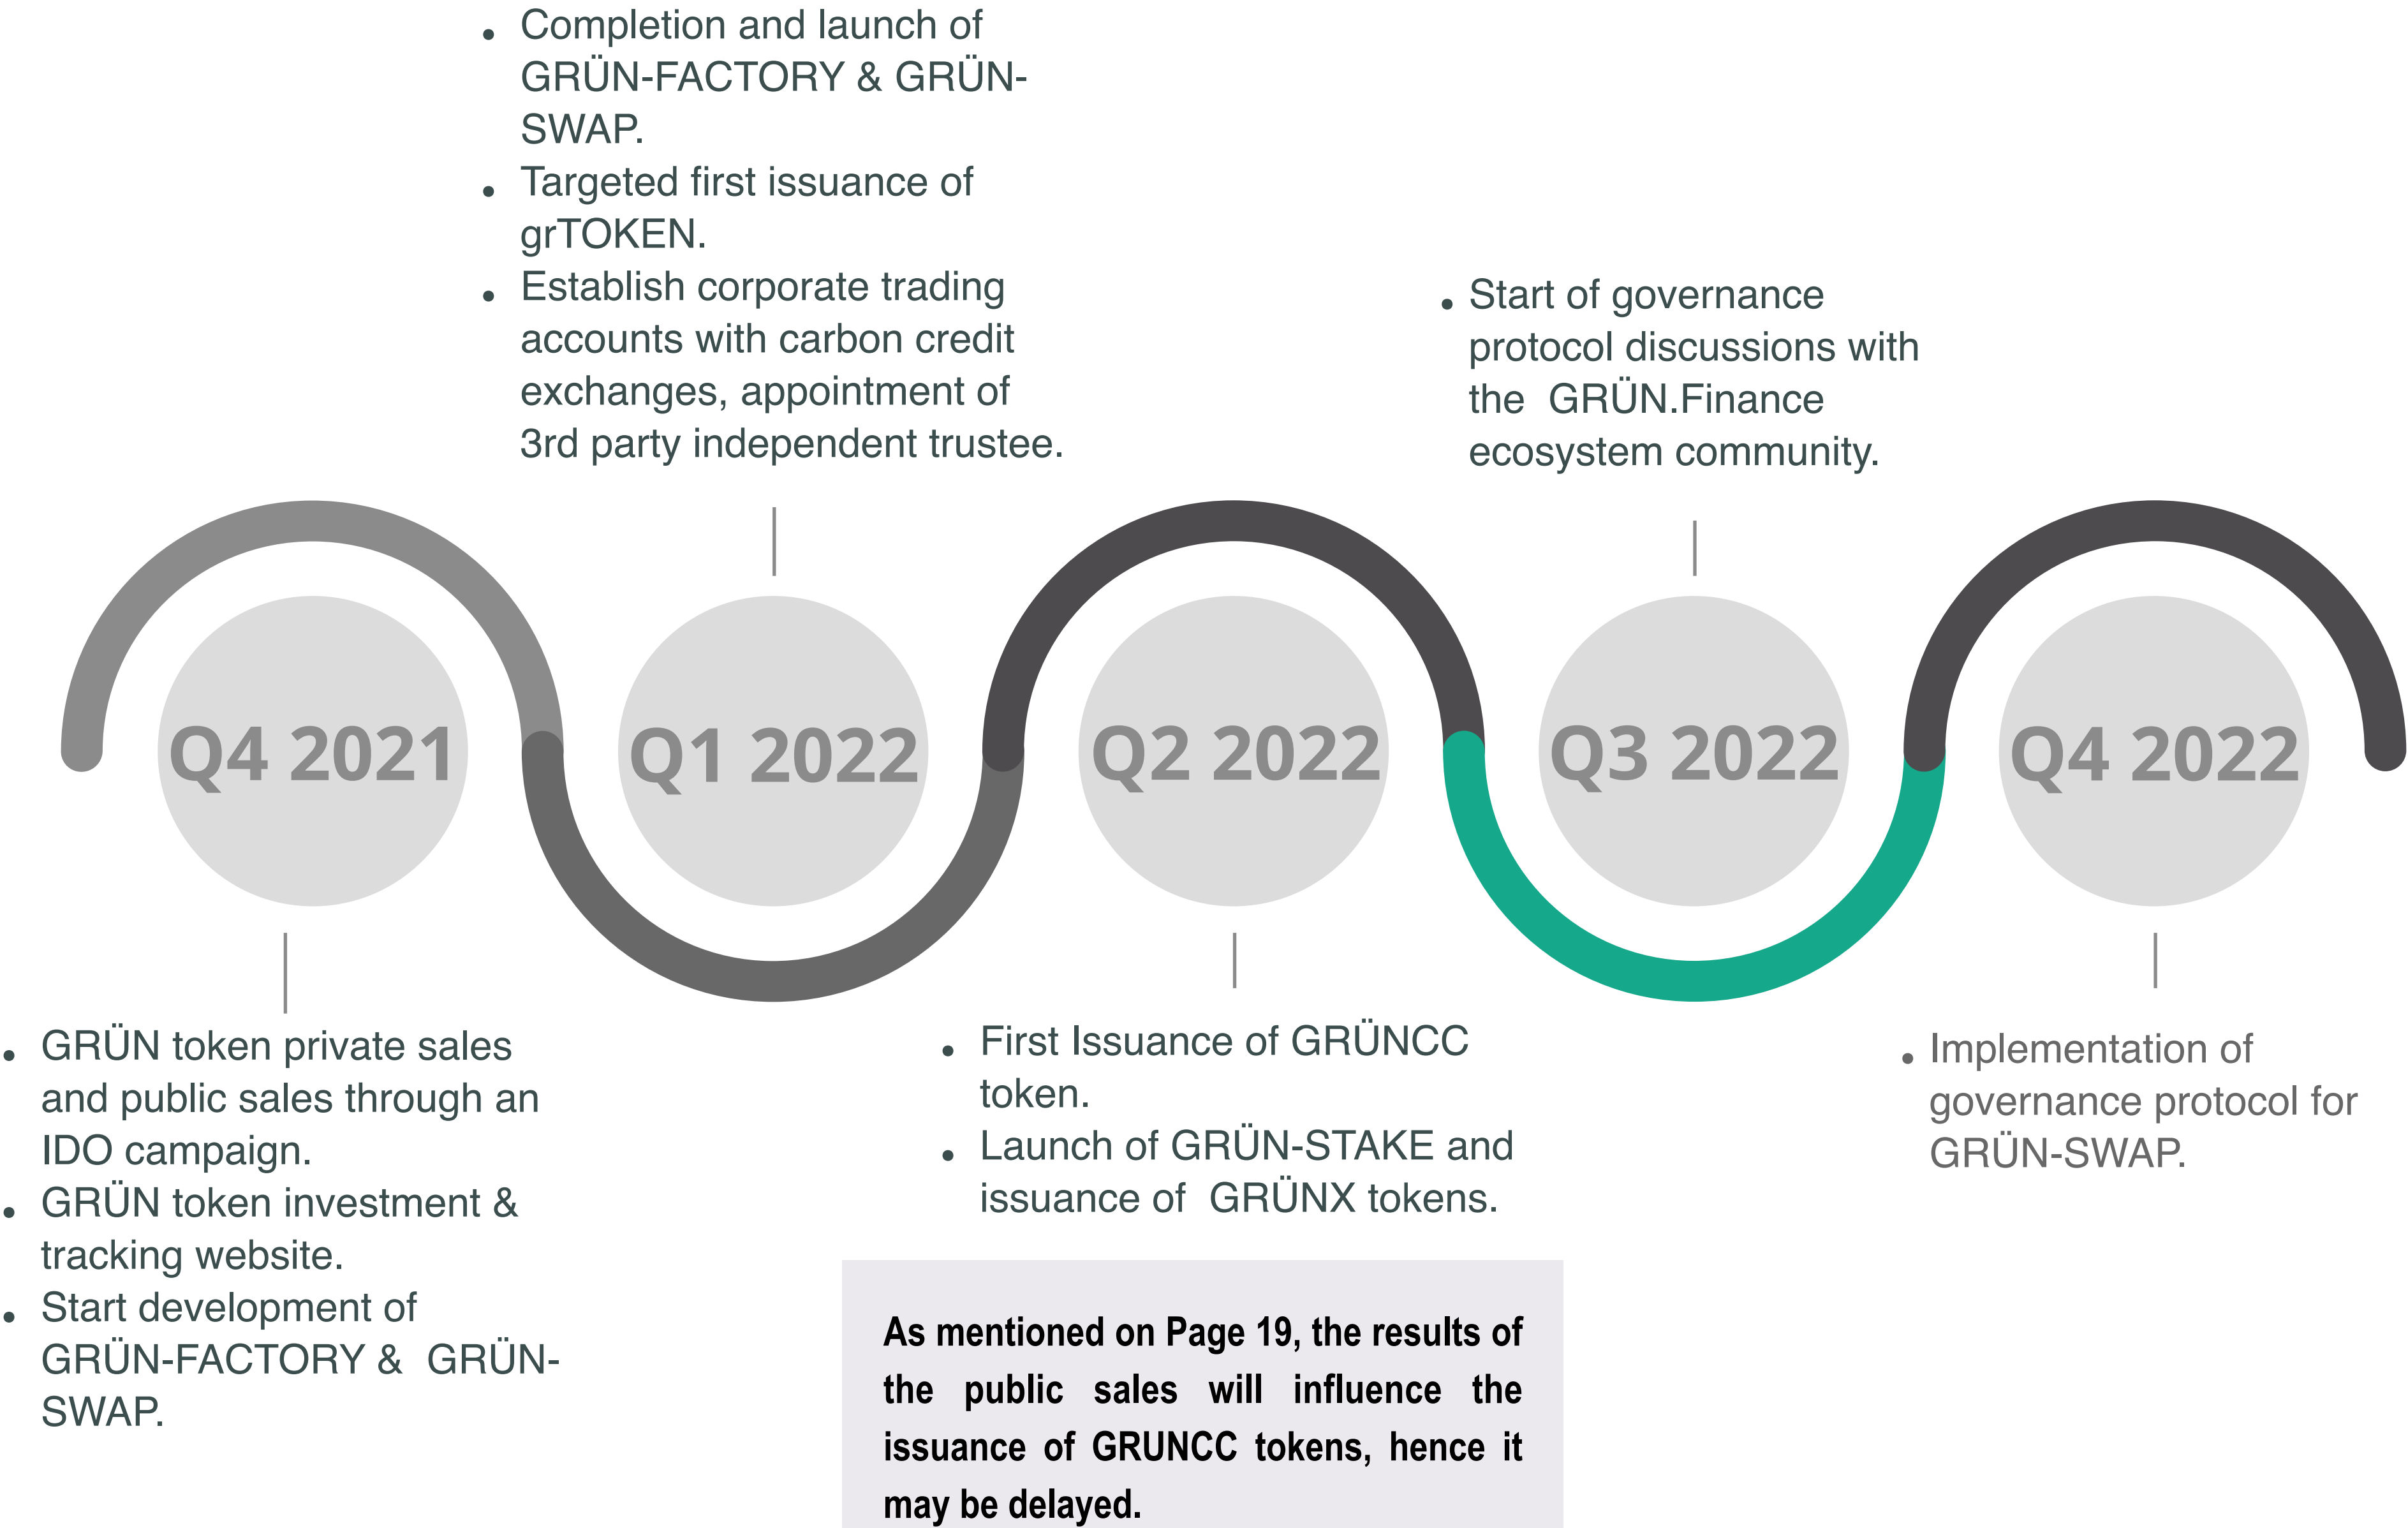 • Completion and launch of
GRÜN-FACTORY & GRÜN-
SWAP.
• Targeted first issuance of
grTOKEN.
• Establish corporate trading
accounts with carbon credit
exchanges, appointment of
3rd party independent trustee.
• Start of governance
protocol discussions with
the GRÜN.Finance
ecosystem community.
Q4 2021
Q1 2022
Q2 2022
Q3 2022
Q4 2022
• GRÜN token private sales
and public sales through an
IDO campaign.
• GRÜN token investment &
tracking website.
• Start development of
GRÜN-FACTORY & GRÜN-
SWAP.
• First Issuance of GRÜNCC
token.
• Launch of GRÜN-STAKE and
issuance of GRÜNX tokens.
• Implementation of
governance protocol for
GRÜN-SWAP.
As mentioned on Page 19, the results of
the public sales will influence the
issuance of GRUNCC tokens, hence it
may be delayed.